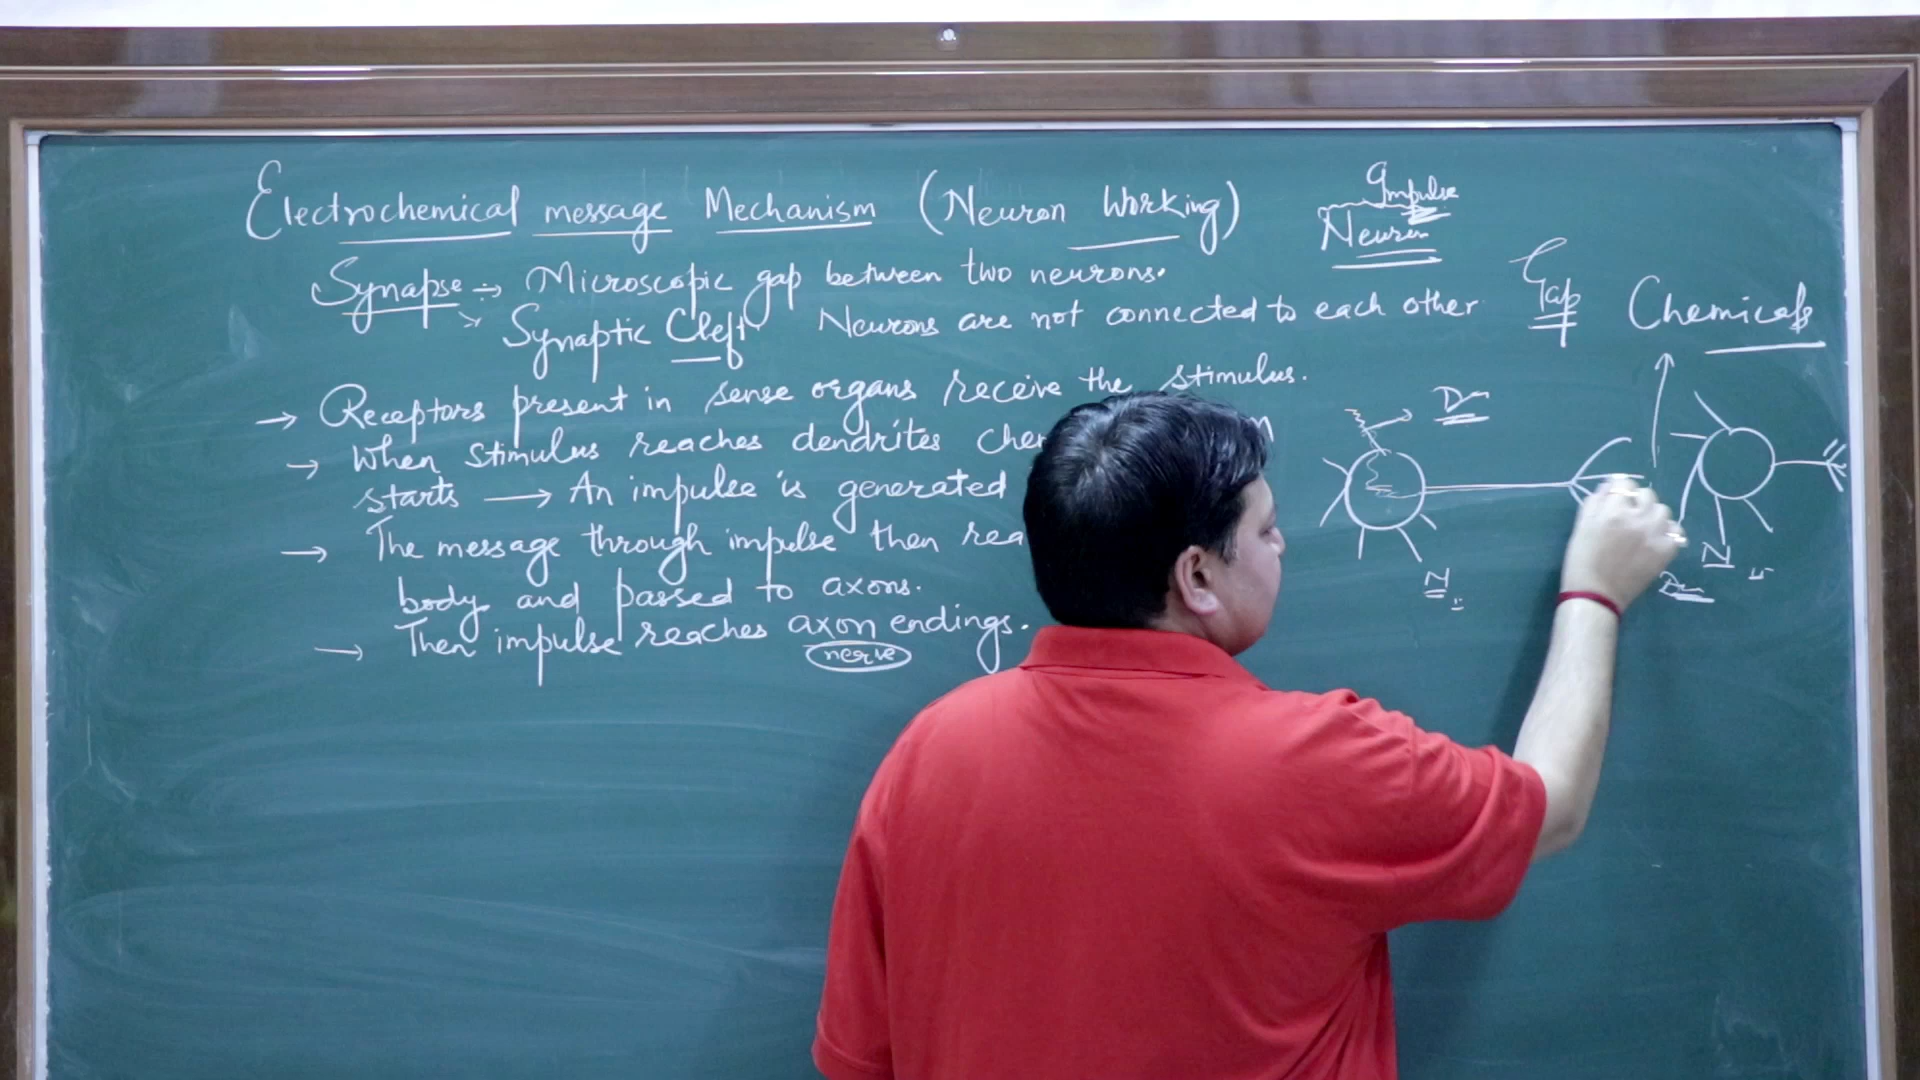 Electrochemical message Mechanism (Neuron Working)
Impulse
Neuron
Synapse :→ Microscopic gap between two neurons.
↘ Synaptic Cleft. Neurons are not connected to each other
Gap
Chemicals
→ Receptors present in sense organs receive the stimulus.
→ When stimulus reaches dendrites
starts → An impulse is generated
→ The message through impulse then
body and passed to axons.
→ Then impulse reaches axon endings.
nerve
Dn
N
N
Dn